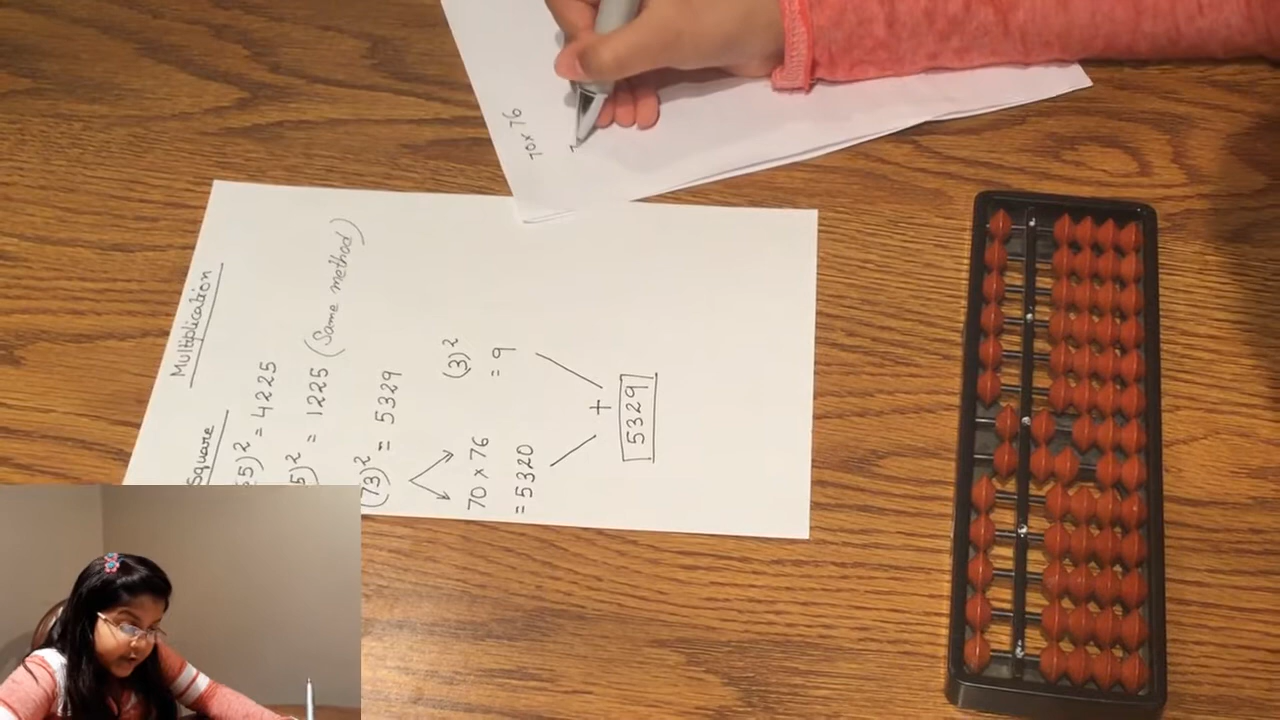 Square Multiplication
5)² = 4225
5)² = 1225 (Same method)
(73)² = 5329
70 x 76 (3)²
= 5320 = 9
+
5329
70 x 76